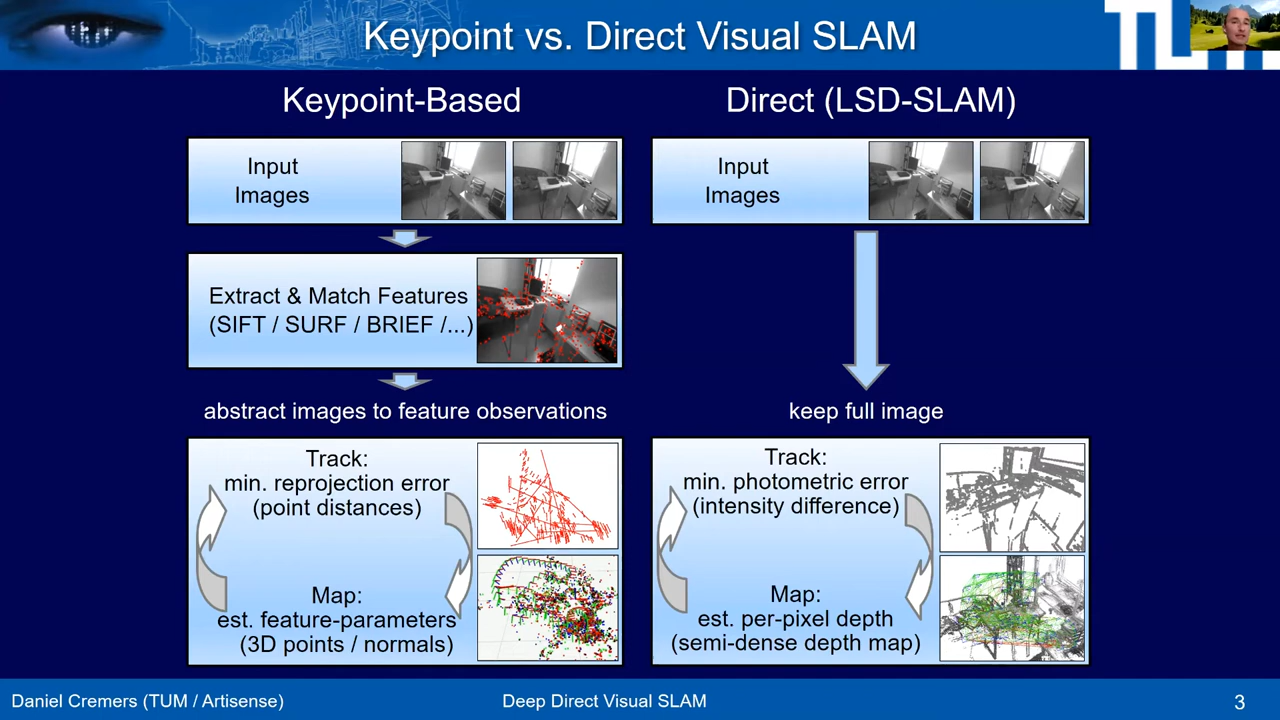 Keypoint vs. Direct Visual SLAM
Keypoint-Based
Input
Images
Extract & Match Features
(SIFT / SURF / BRIEF /...)
abstract images to feature observations
Track:
min. reprojection error
(point distances)
Map:
est. feature-parameters
(3D points / normals)
Direct (LSD-SLAM)
Input
Images
keep full image
Track:
min. photometric error
(intensity difference)
Map:
est. per-pixel depth
(semi-dense depth map)
Daniel Cremers (TUM / Artisense)
Deep Direct Visual SLAM
3